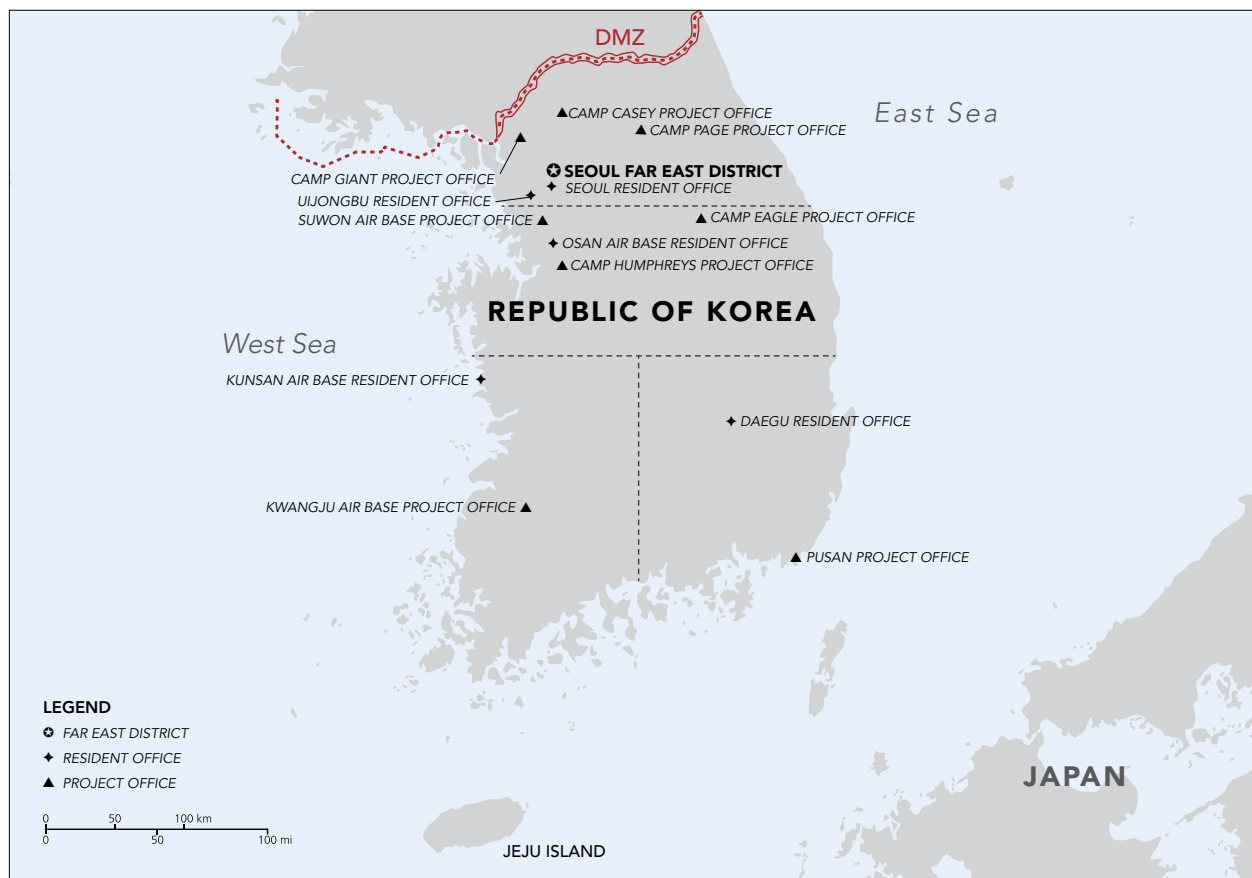 DMZ
East Sea
CAMP CASEY PROJECT OFFICE
CAMP PAGE PROJECT OFFICE
SEOUL FAR EAST DISTRICT
CAMP GIANT PROJECT OFFICE
SEOUL RESIDENT OFFICE
UIJONGBU RESIDENT OFFICE
SUWON AIR BASE PROJECT OFFICE
CAMP EAGLE PROJECT OFFICE
OSAN AIR BASE RESIDENT OFFICE
CAMP HUMPHREYS PROJECT OFFICE
REPUBLIC OF KOREA
West Sea
KUNSAN AIR BASE RESIDENT OFFICE
DAEGU RESIDENT OFFICE
KWANGJU AIR BASE PROJECT OFFICE
PUSAN PROJECT OFFICE
LEGEND
FAR EAST DISTRICT
RESIDENT OFFICE
PROJECT OFFICE
0 50 100 km
0 50 100 mi
JAPAN
JEJU ISLAND